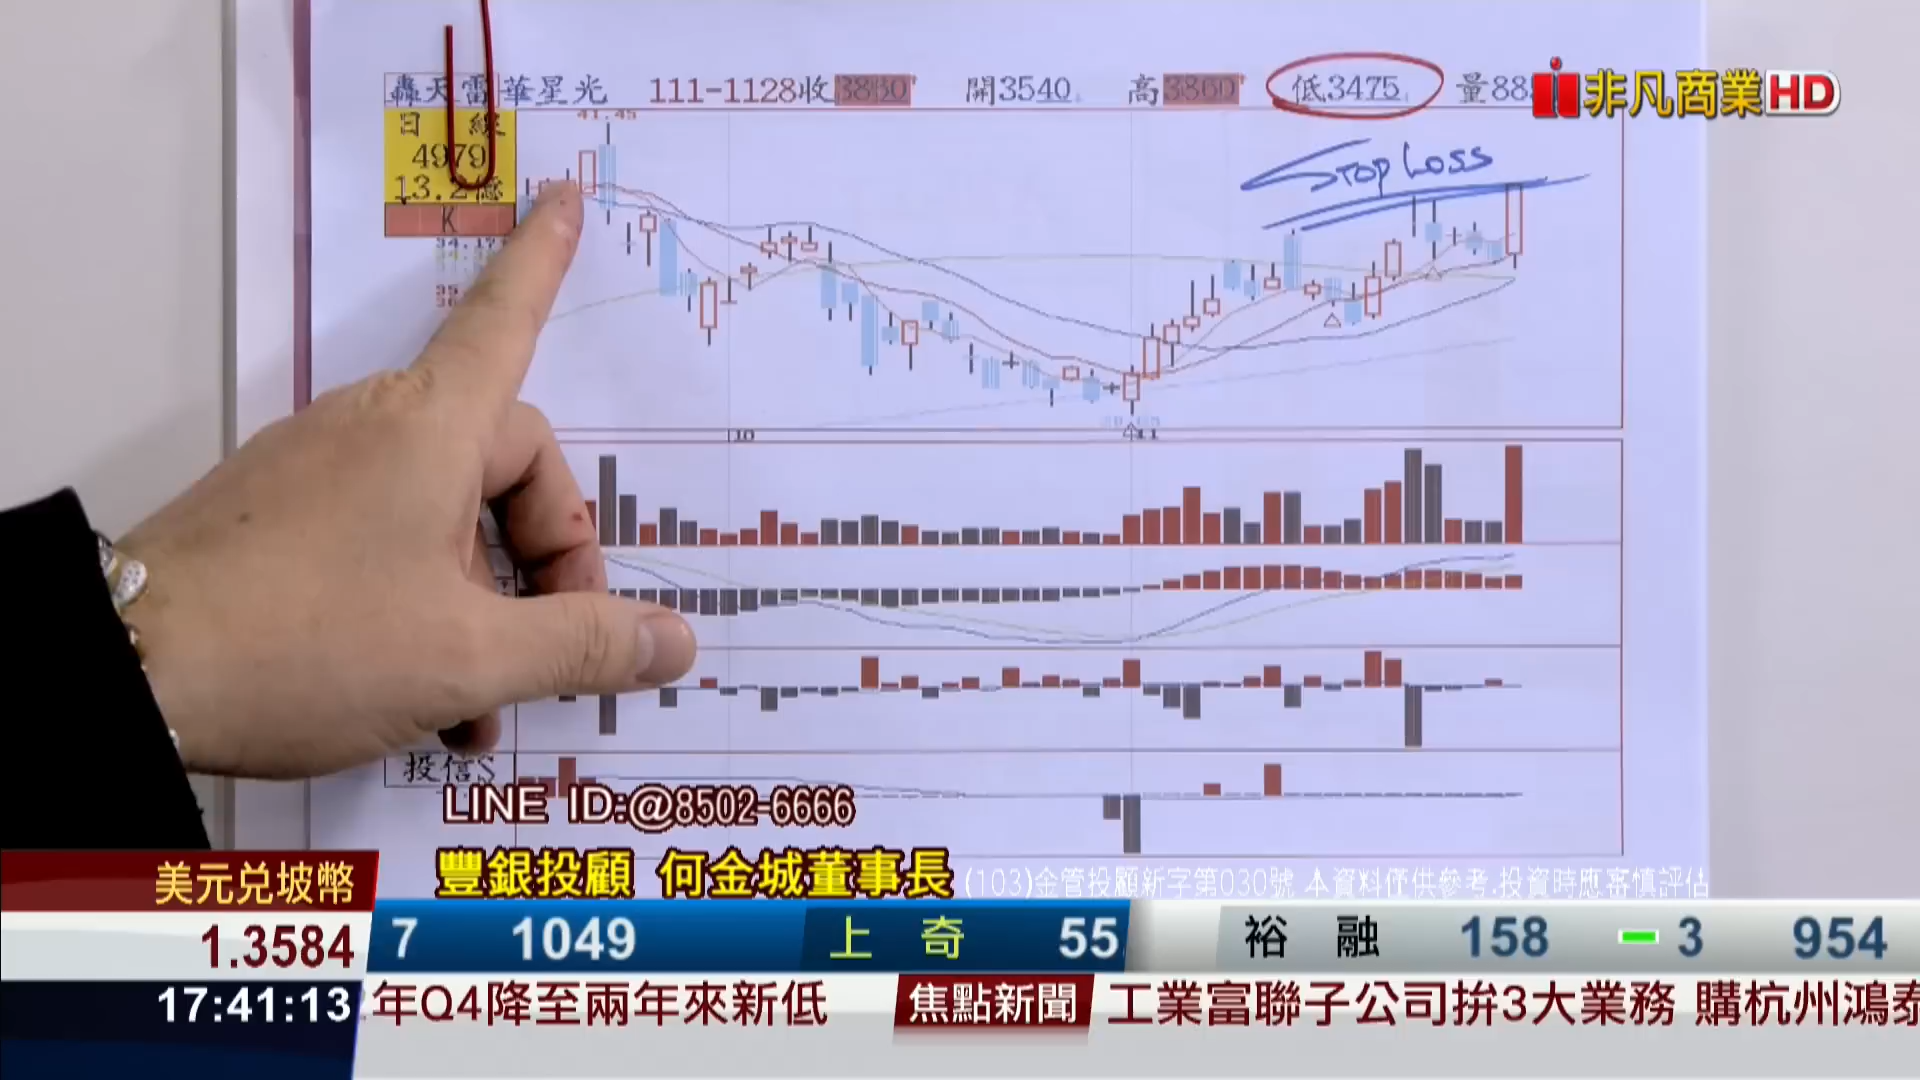 轟天雷 華星光 111-1128收3880 開3540 高3860 低3475 量88
非凡商業HD
日 線
4979
13.2億
K
41.45
Stop Loss
10
11
投信S
LINE ID:@8502-6666
豐銀投顧 何金城董事長
(103)金管投顧新字第030號 本資料僅供參考.投資時應審慎評估
美元兑坡幣
1.3584
7 1049 上奇 55 裕融 158 3 954
17:41:13
年Q4降至兩年來新低 焦點新聞 工業富聯子公司拚3大業務 購杭州鴻泰